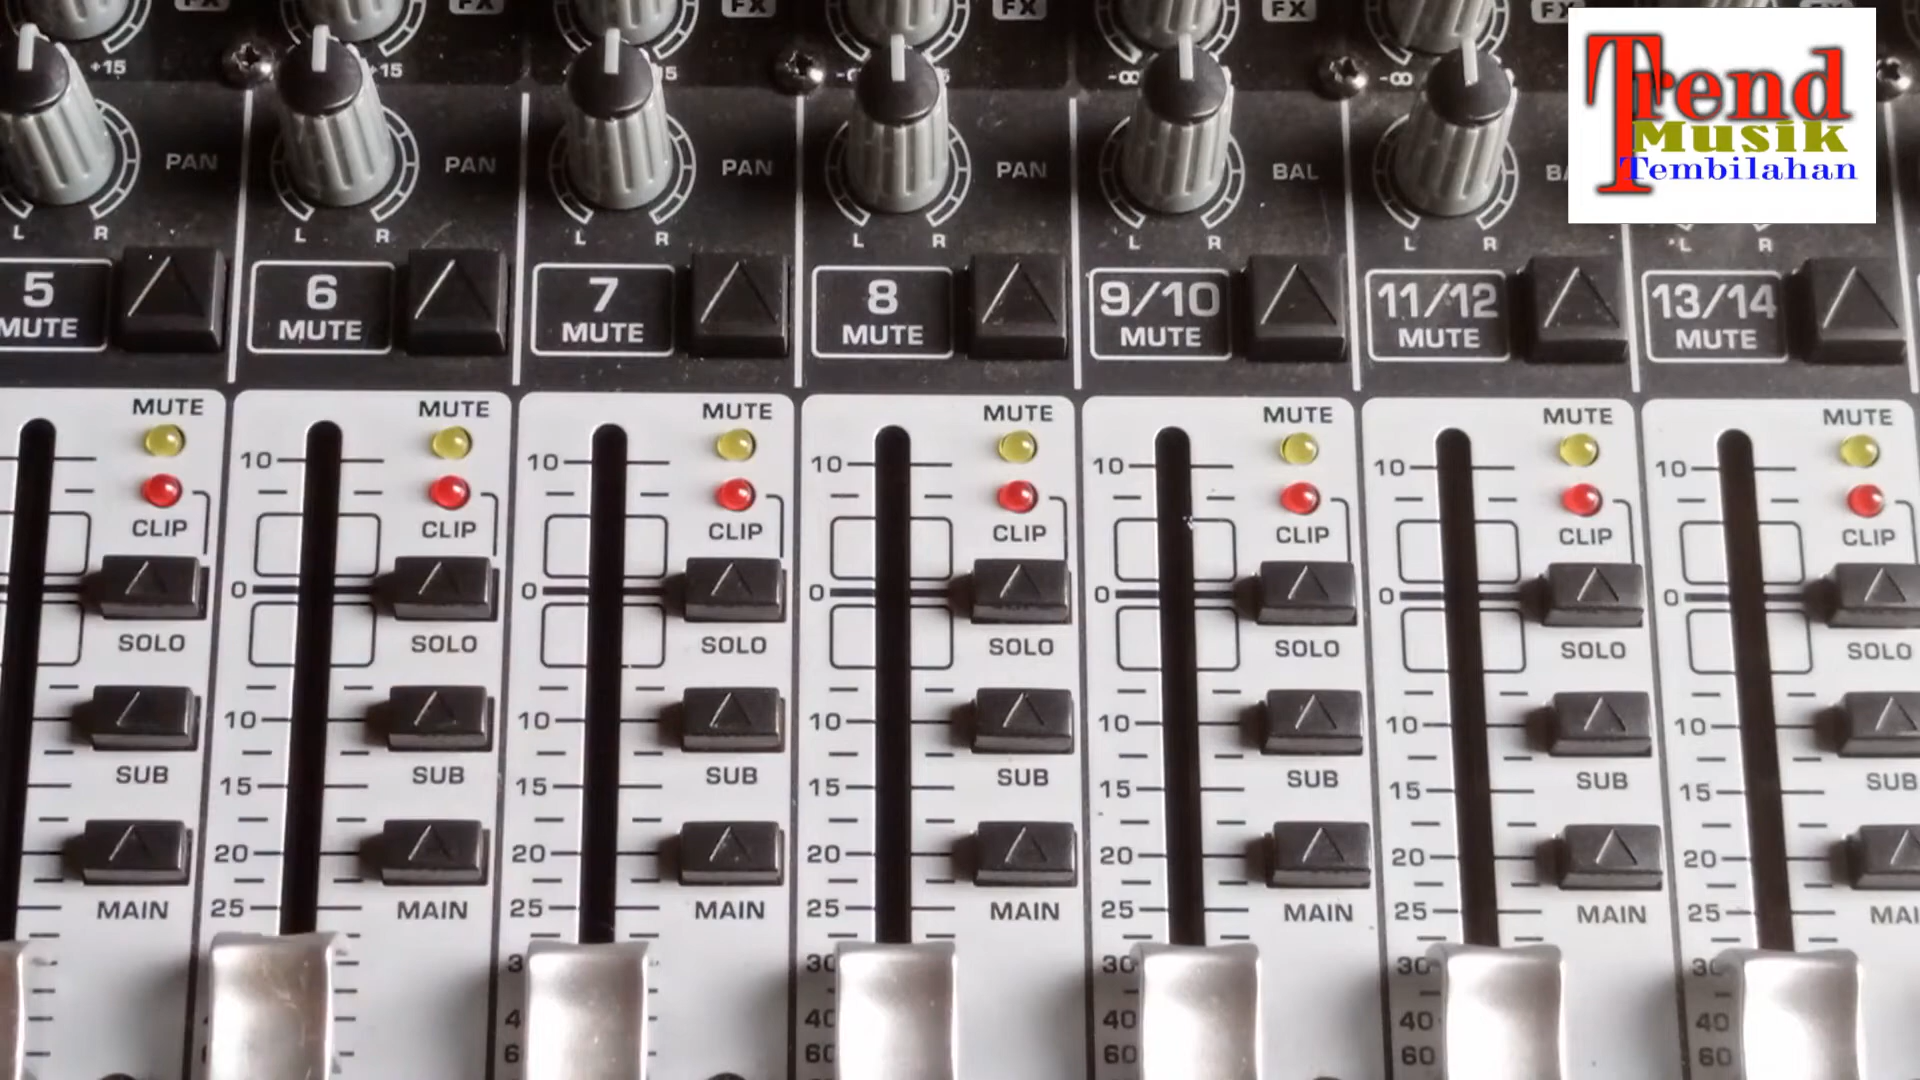 FX FX FX FX FX FX
Trend
Musik
Tembilahan
+15 +15 -∞ -∞
PAN PAN PAN PAN BAL
L R L R L R L R L R L R L R
5 6 7 8 9/10 11/12 13/14
MUTE MUTE MUTE MUTE MUTE MUTE MUTE
MUTE MUTE MUTE MUTE MUTE MUTE MUTE
10 10 10 10 10 10
CLIP CLIP CLIP CLIP CLIP CLIP CLIP
0 0 0 0 0 0
SOLO SOLO SOLO SOLO SOLO SOLO SOLO
10 10 10 10 10 10
SUB SUB SUB SUB SUB SUB SUB
15 15 15 15 15 15
20 20 20 20 20 20
MAIN 25 MAIN 25 MAIN 25 MAIN 25 MAIN 25 MAIN 25
30 30 30
40 40 40 40
60 60 60 60